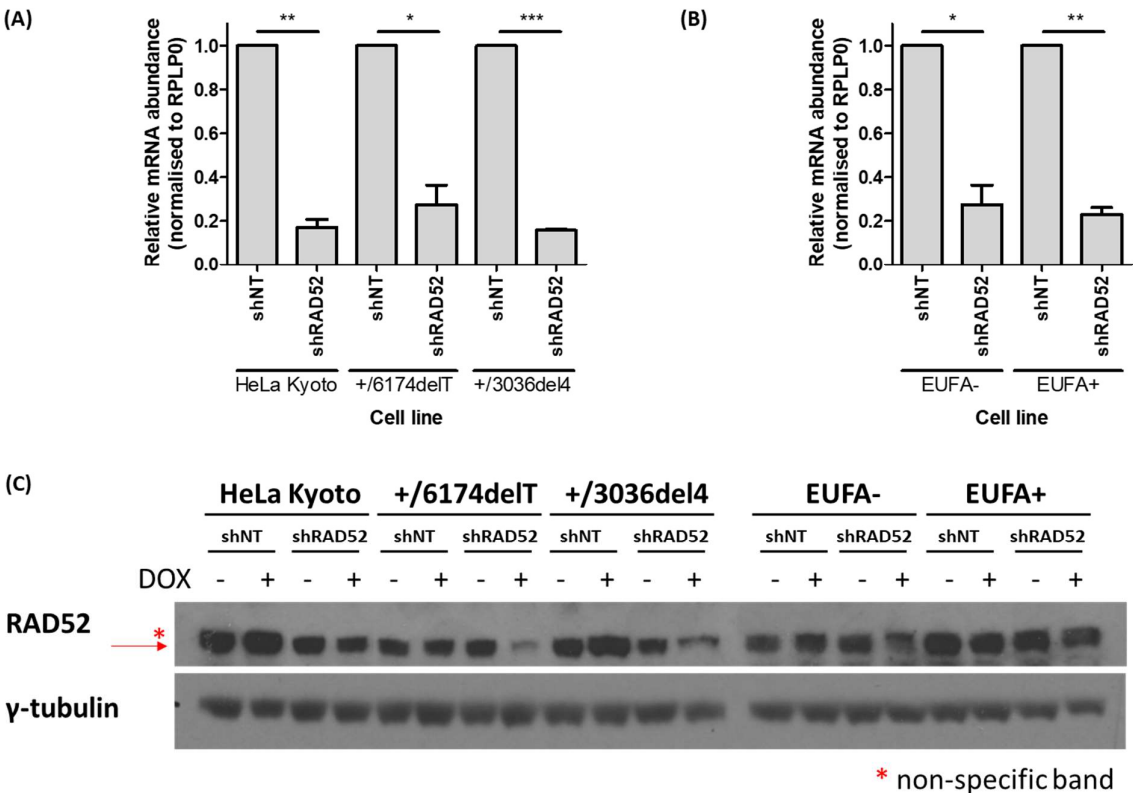 (A)
** * ***
Relative mRNA abundance
(normalised to RPLP0)
1.0
0.8
0.6
0.4
0.2
0.0
shNT shRAD52 shNT shRAD52 shNT shRAD52
HeLa Kyoto +/6174delT +/3036del4
Cell line
(B)
* **
Relative mRNA abundance
(normalised to RPLP0)
1.0
0.8
0.6
0.4
0.2
0.0
shNT shRAD52 shNT shRAD52
EUFA- EUFA+
Cell line
(C)
HeLa Kyoto +/6174delT +/3036del4 EUFA- EUFA+
shNT shRAD52 shNT shRAD52 shNT shRAD52 shNT shRAD52 shNT shRAD52
DOX - + - + - + - + - + - + - + - + - + - +
RAD52 *
γ-tubulin
* non-specific band